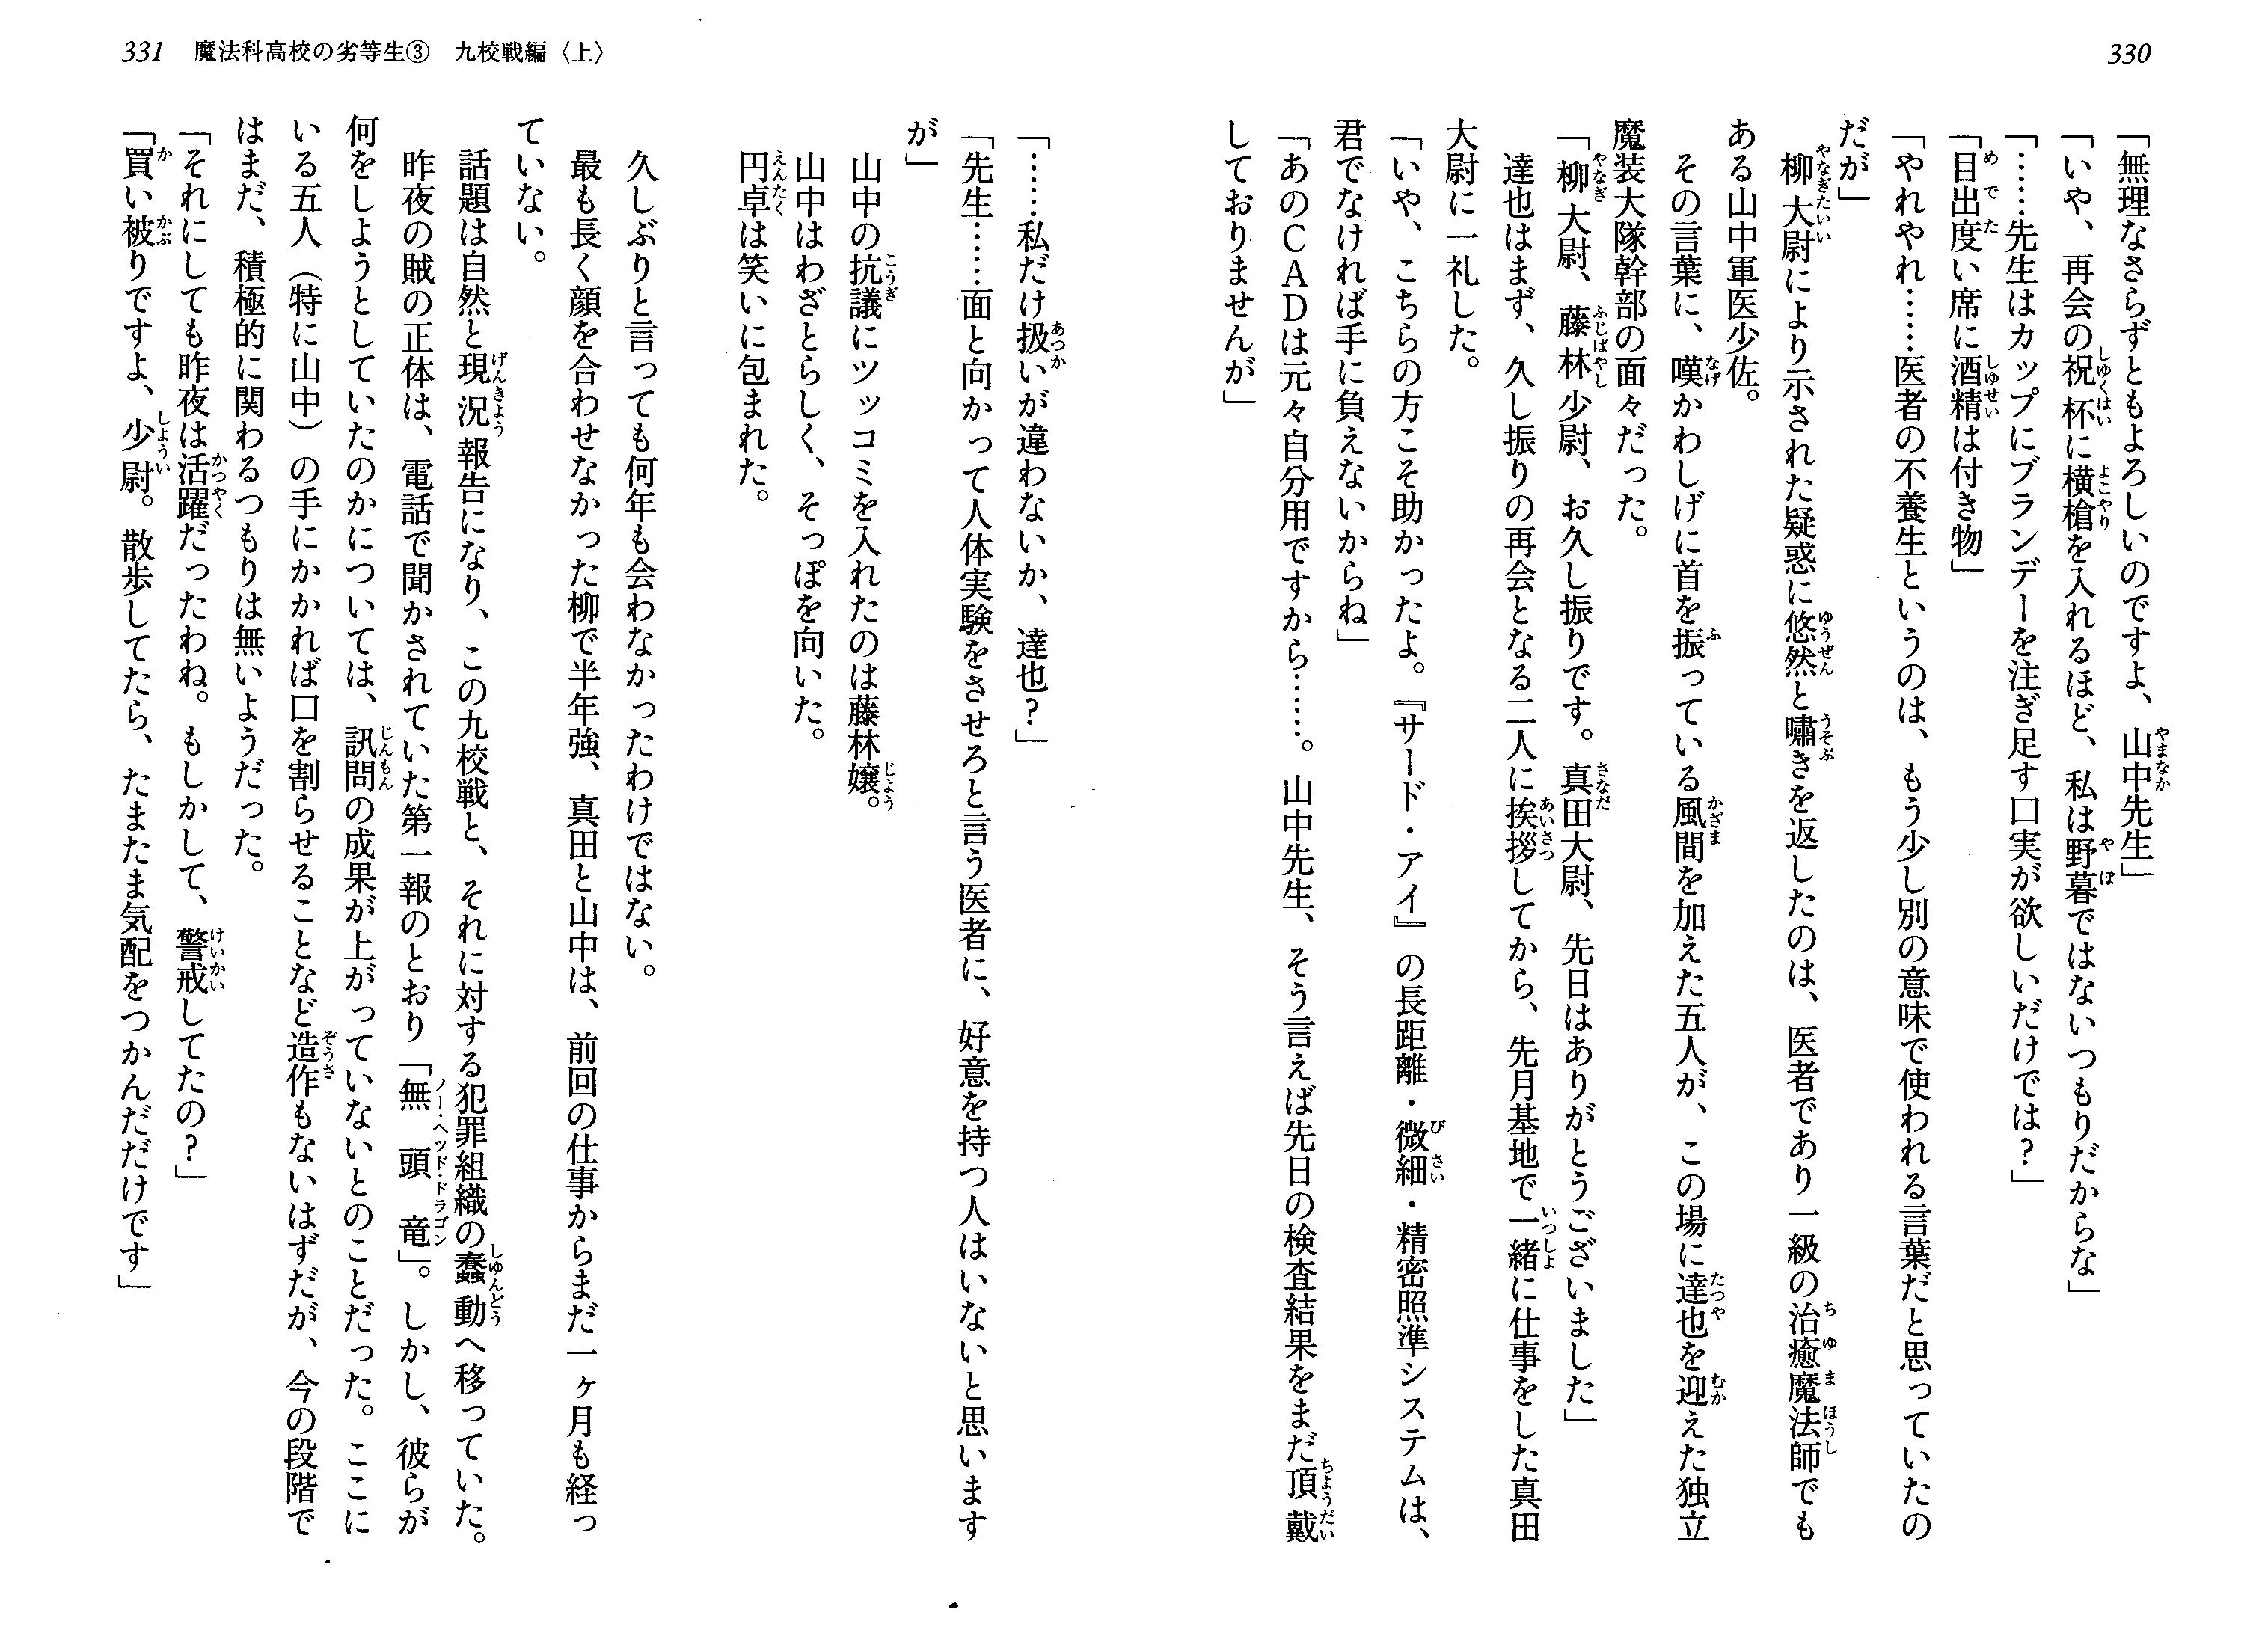 330
「無理なさらずともよろしいのですよ、山中先生」
「いや、再会の祝杯に横槍を入れるほど、私は野暮ではないつもりだからな」
「……先生はカップにブランデーを注ぎ足す口実が欲しいだけでは？」
「目出度い席に酒精は付き物」
「やれやれ……医者の不養生というのは、もう少し別の意味で使われる言葉だと思っていたの
だが」
柳大尉により示された疑惑に悠然と嘯きを返したのは、医者であり一級の治癒魔法師でも
ある山中軍医少佐。
その言葉に、嘆かわしげに首を振っている風間を加えた五人が、この場に達也を迎えた独立
魔装大隊幹部の面々だった。
「柳大尉、藤林少尉、お久し振りです。真田大尉、先日はありがとうございました」
達也はまず、久し振りの再会となる二人に挨拶してから、先月基地で一緒に仕事をした真田
大尉に一礼した。
「いや、こちらの方こそ助かったよ。『サード・アイ』の長距離・微細・精密照準システムは、
君でなければ手に負えないからね」
「あのＣＡＤは元々自分用ですから……。山中先生、そう言えば先日の検査結果をまだ頂戴
しておりませんが」
331　魔法科高校の劣等生③　九校戦編〈上〉
「……私だけ扱いが違わないか、達也？」
「先生……面と向かって人体実験をさせろと言う医者に、好意を持つ人はいないと思います
が」
山中の抗議にツッコミを入れたのは藤林嬢。
山中はわざとらしく、そっぽを向いた。
円卓は笑いに包まれた。
久しぶりと言っても何年も会わなかったわけではない。
最も長く顔を合わせなかった柳で半年強、真田と山中は、前回の仕事からまだ一ヶ月も経っ
ていない。
話題は自然と現況報告になり、この九校戦と、それに対する犯罪組織の蠢動へ移っていた。
昨夜の賊の正体は、電話で聞かされていた第一報のとおり「無頭竜」。しかし、彼らが
何をしようとしていたのかについては、訊問の成果が上がっていないとのことだった。ここに
いる五人（特に山中）の手にかかれば口を割らせることなど造作もないはずだが、今の段階で
はまだ、積極的に関わるつもりは無いようだった。
「それにしても昨夜は活躍だったわね。もしかして、警戒してたの？」
「買い被りですよ、少尉。散歩してたら、たまたま気配をつかんだだけです」